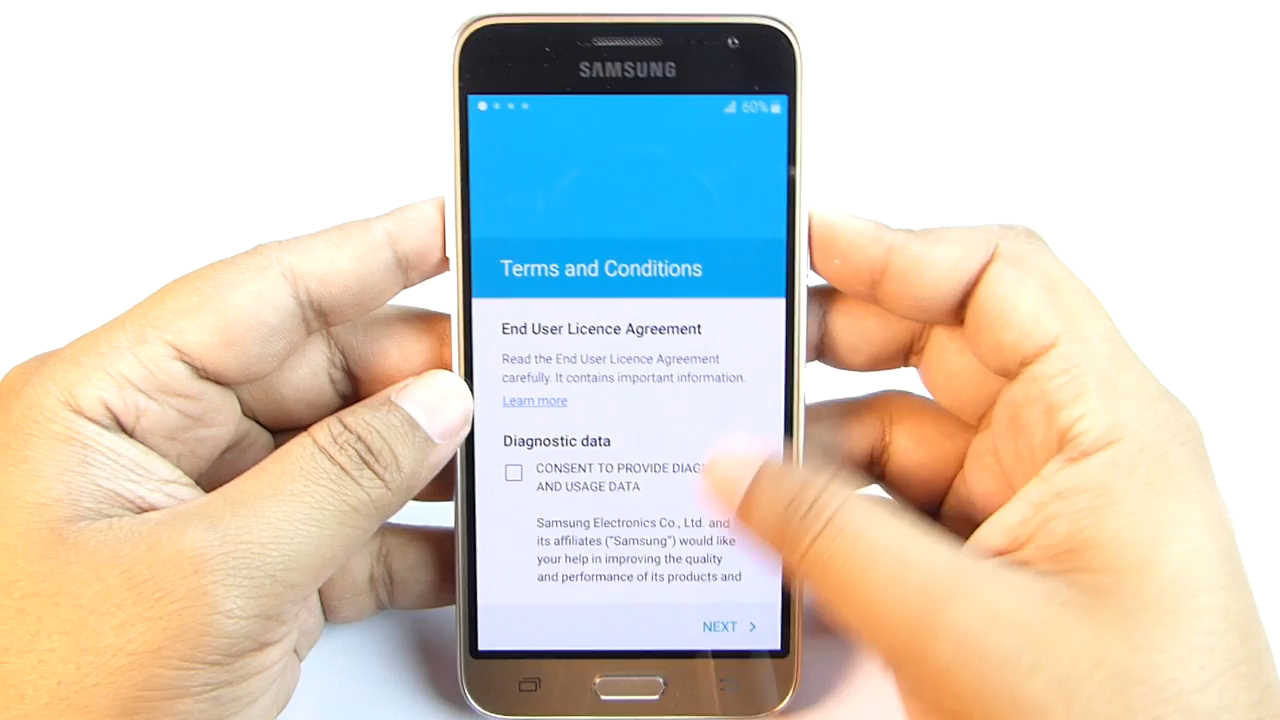 SAMSUNG
60%
Terms and Conditions
End User Licence Agreement
Read the End User Licence Agreement
carefully. It contains important information.
Learn more
Diagnostic data
CONSENT TO PROVIDE
AND USAGE DATA
Samsung Electronics Co., Ltd. and
its affiliates ("Samsung") would like
your help in improving the quality
and performance of its products and
NEXT >